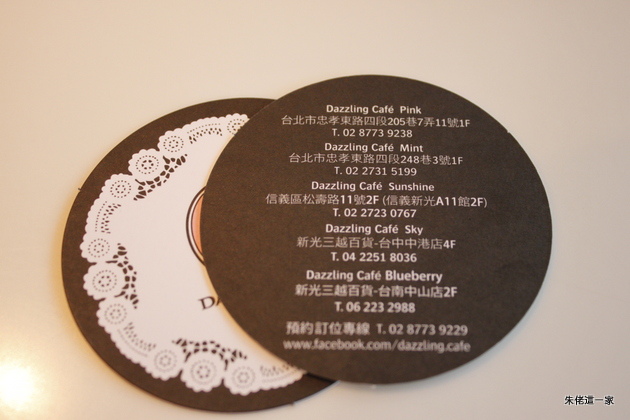 Dazzling Café Pink
台北市忠孝東路四段205巷7弄11號1F
T. 02 8773 9238
Dazzling Café Mint
台北市忠孝東路四段248巷3號1F
T. 02 2731 5199
Dazzling Café Sunshine
信義區松壽路11號2F (信義新光A11館2F)
T. 02 2723 0767
Dazzling Café Sky
新光三越百貨-台中中港店4F
T. 04 2251 8036
Dazzling Café Blueberry
新光三越百貨-台南中山店2F
T. 06 223 2988
預約訂位專線 T. 02 8773 9229
www.facebook.com/dazzling.cafe
朱佬這一家